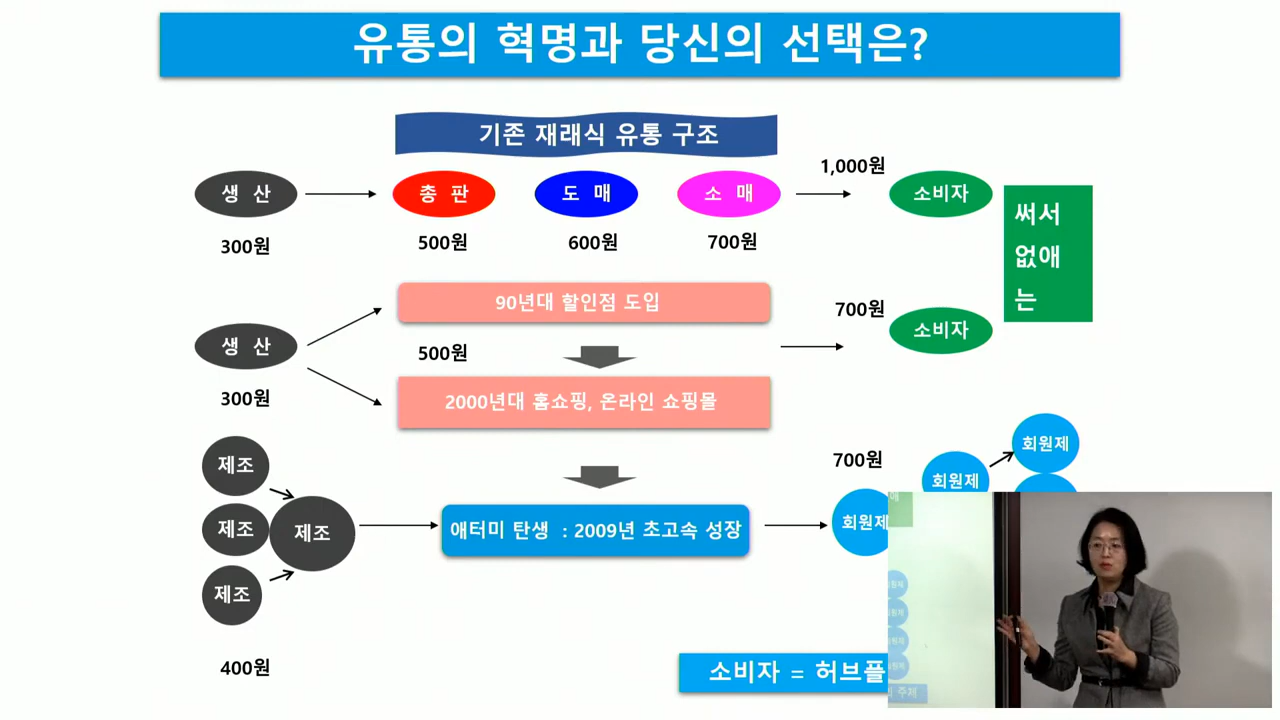 유통의 혁명과 당신의 선택은?
기존 재래식 유통 구조
생 산
총 판
도 매
소 매
1,000원
소비자
300원
500원
600원
700원
써서
없애
는
90년대 할인점 도입
700원
소비자
생 산
500원
300원
2000년대 홈쇼핑, 온라인 쇼핑몰
제조
제조
제조
제조
애터미 탄생 : 2009년 초고속 성장
700원
회원제
회원제
회원제
400원
소비자 = 허브플